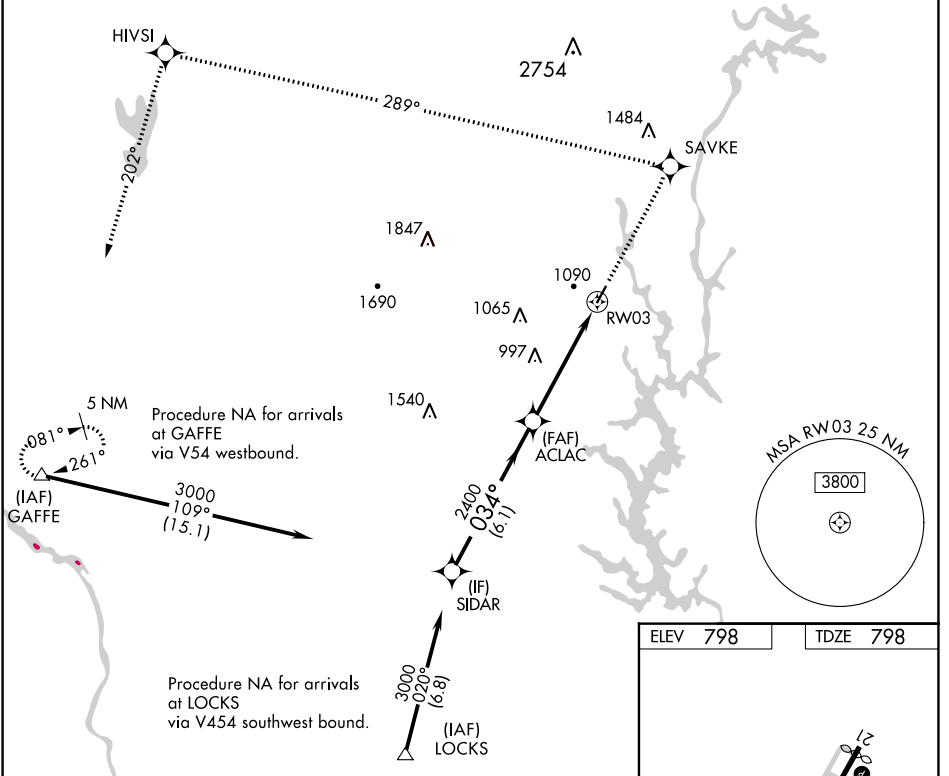 HIVSI
2754
289°
1484
SAVKE
202°
1847
1690
1090
1065
RW03
997
1540
5 NM
081°
261°
Procedure NA for arrivals
at GAFFE
via V54 westbound.
(IAF)
GAFFE
3000
109°
(15.1)
(FAF)
ACLAC
2400
034°
(6.1)
MSA RW03 25 NM
3800
(IF)
SIDAR
3000
020°
(6.8)
Procedure NA for arrivals
at LOCKS
via V454 southwest bound.
(IAF)
LOCKS
ELEV 798
TDZE 798
21